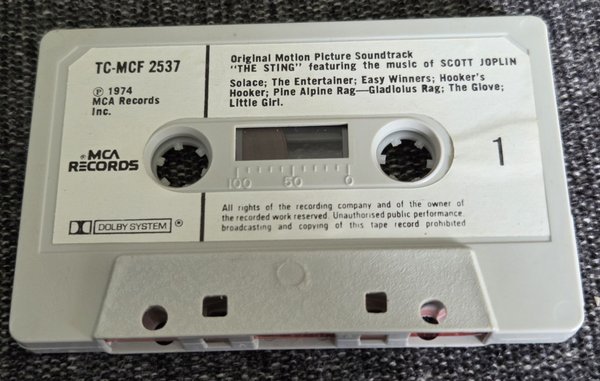 TC-MCF 2537
Ⓟ 1974
MCA Records
Inc.
MCA
RECORDS
DOLBY SYSTEM ®
Original Motion Picture Soundtrack
"THE STING" featuring the music of SCOTT JOPLIN
Solace; The Entertainer; Easy Winners; Hooker's
Hooker; Pine Alpine Rag—Gladiolus Rag; The Glove;
Little Girl.
100 50 0
1
All rights of the recording company and of the owner of
the recorded work reserved. Unauthorised public performance,
broadcasting and copying of this tape record prohibited